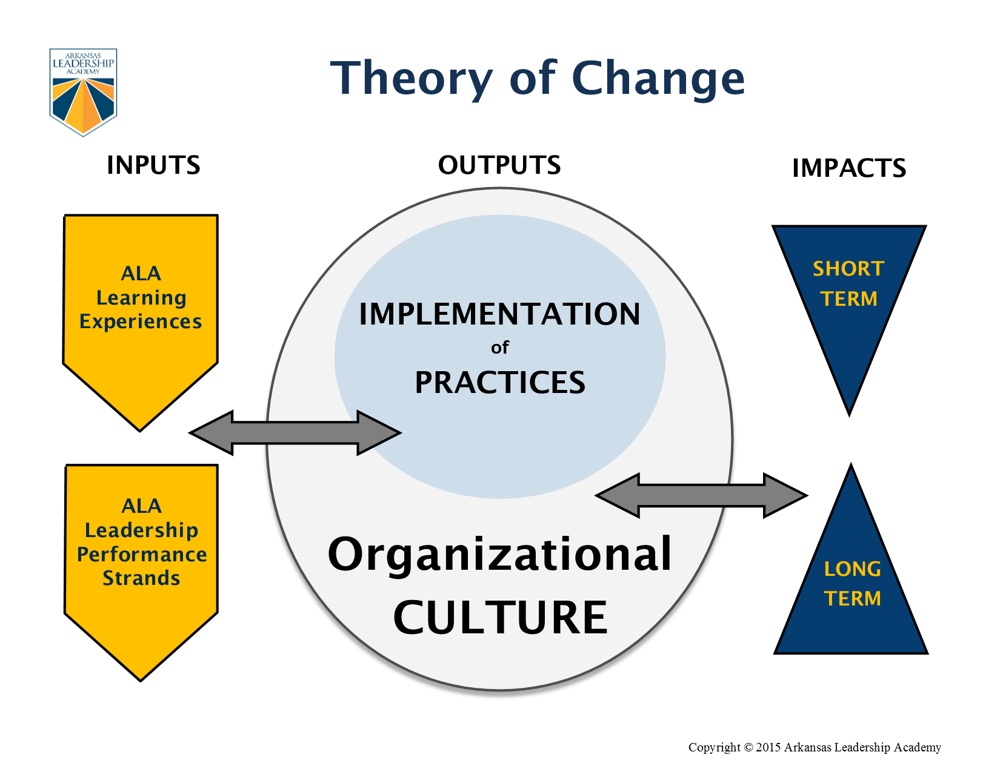 ARKANSAS
LEADERSHIP
ACADEMY
Theory of Change
INPUTS
OUTPUTS
IMPACTS
ALA
Learning
Experiences
ALA
Leadership
Performance
Strands
IMPLEMENTATION
of
PRACTICES
Organizational
CULTURE
SHORT
TERM
LONG
TERM
Copyright © 2015 Arkansas Leadership Academy